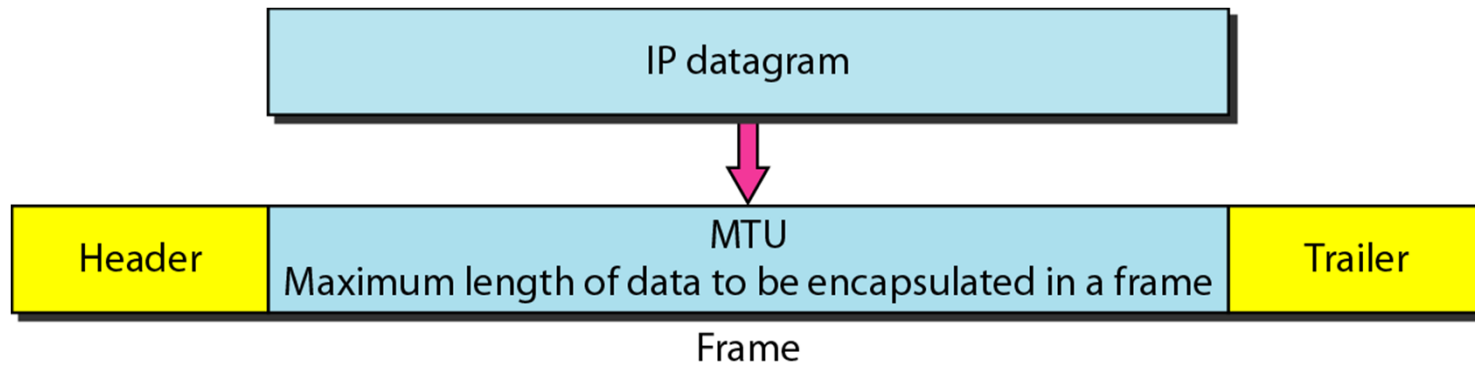 IP datagram
Header
MTU
Maximum length of data to be encapsulated in a frame
Trailer
Frame